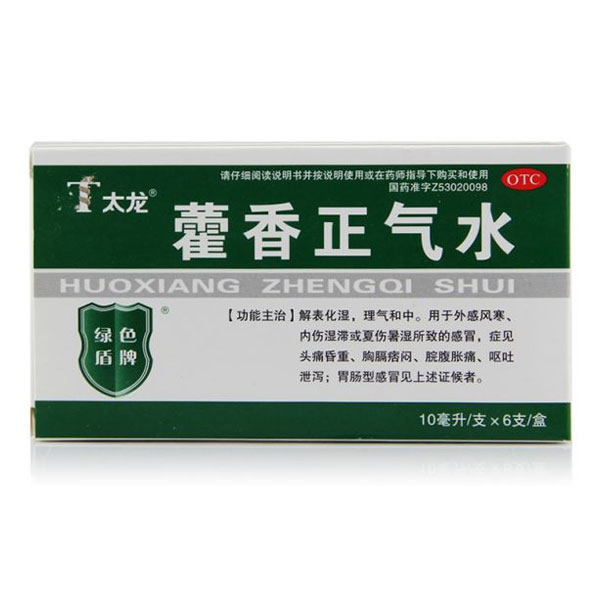 请仔细阅读说明书并按说明使用或在药师指导下购买和使用
国药准字Z53020098
OTC
T 太龙®
藿香正气水
HUOXIANG ZHENGQI SHUI
绿色
盾牌
®
【功能主治】解表化湿，理气和中。用于外感风寒、
内伤湿滞或夏伤暑湿所致的感冒，症见
头痛昏重、胸膈痞闷、脘腹胀痛、呕吐
泄泻；胃肠型感冒见上述证候者。
10毫升/支×6支/盒